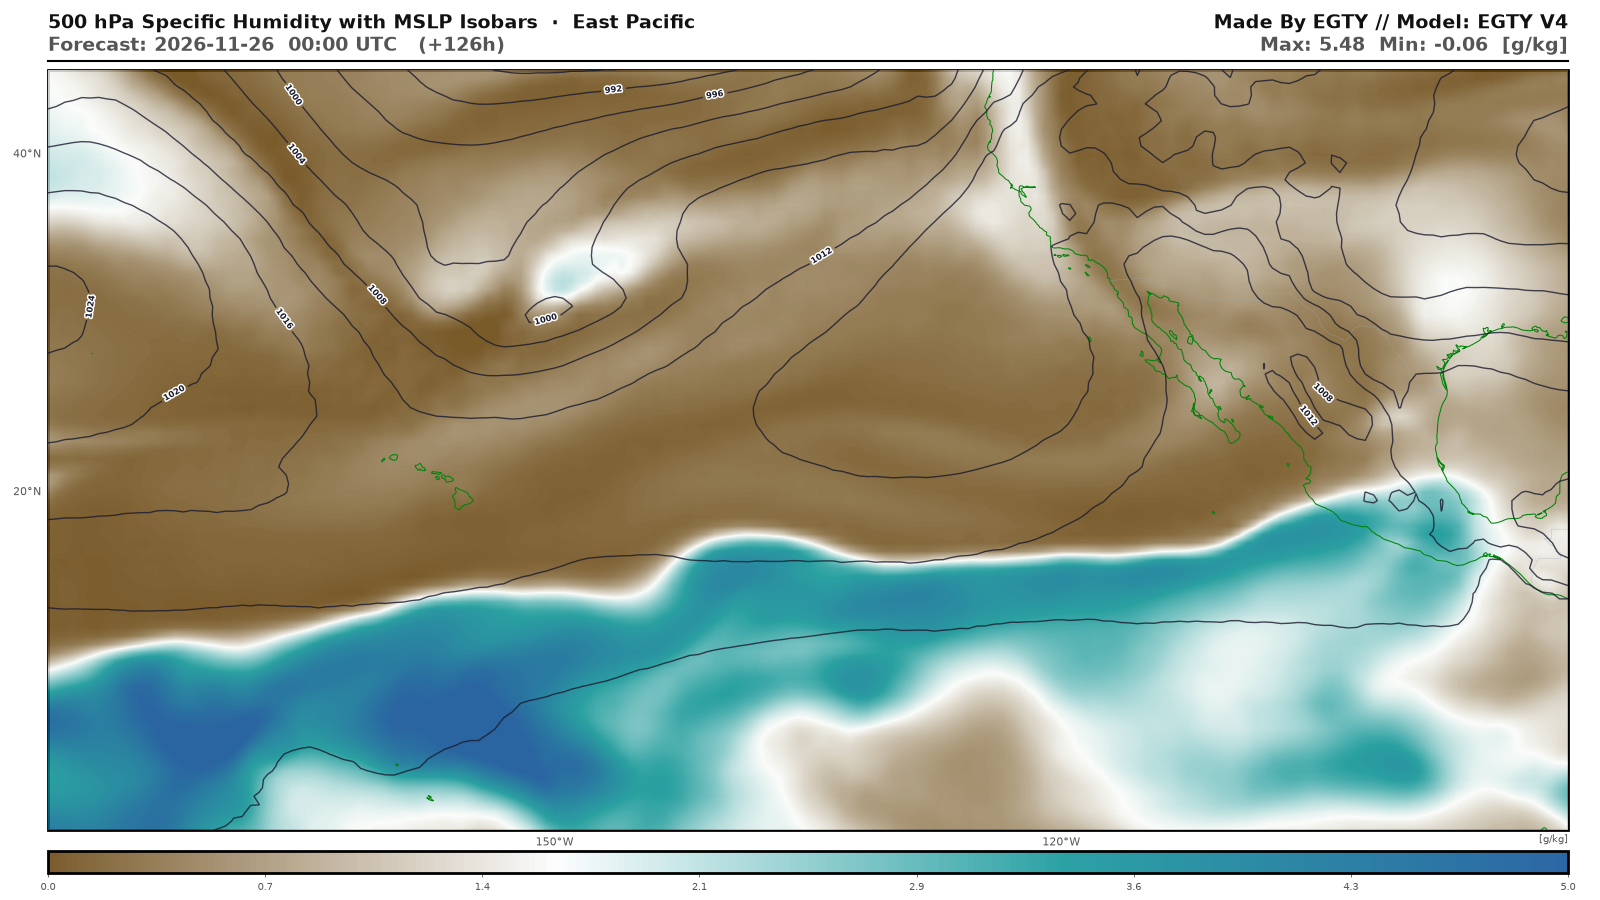 500 hPa Specific Humidity with MSLP Isobars · East Pacific
Made By EGTY // Model: EGTY V4
Forecast: 2026-11-26 00:00 UTC (+126h)
Max: 5.48 Min: -0.06 [g/kg]
992
996
1000
1004
40°N
1012
1008
1024
1016
1000
1020
1008
1012
20°N
150°W
120°W
[g/kg]
0.0
0.7
1.4
2.1
2.9
3.6
4.3
5.0